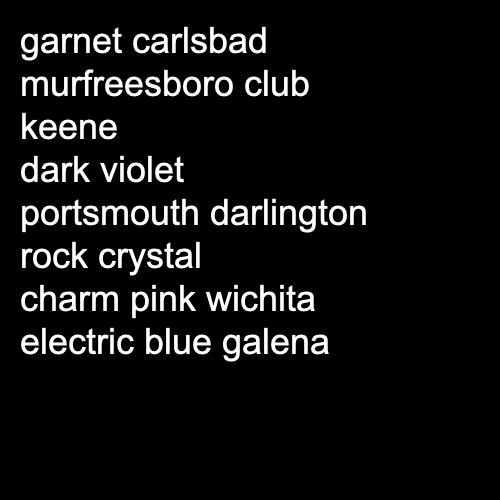 garnet carlsbad
murfreesboro club
keene
dark violet
portsmouth darlington
rock crystal
charm pink wichita
electric blue galena